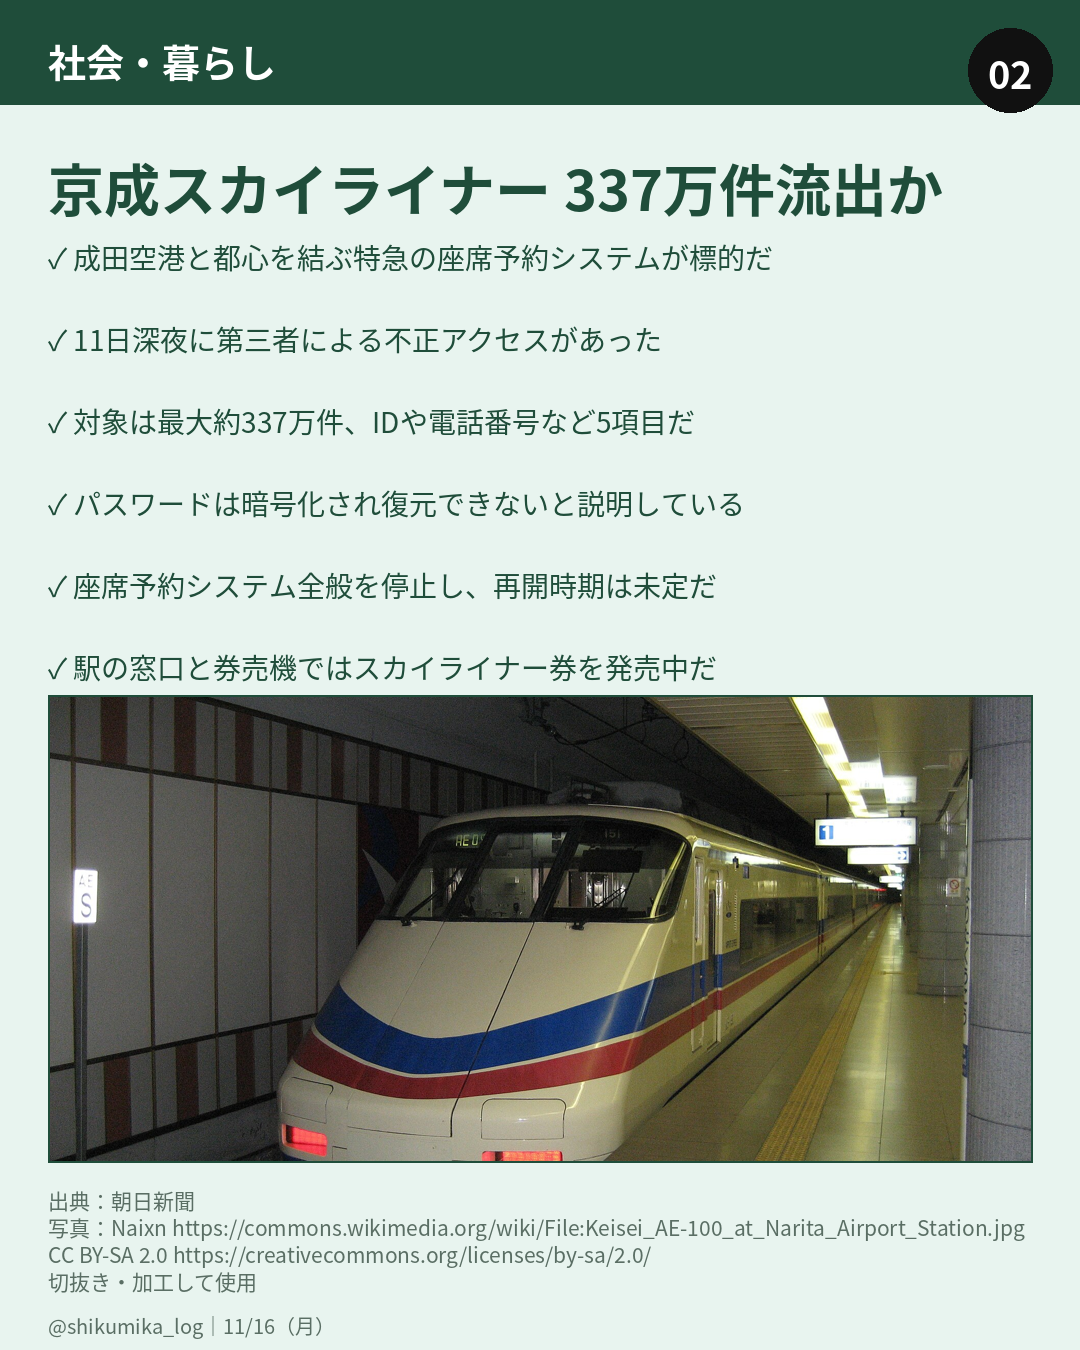 社会・暮らし
02
京成スカイライナー 337万件流出か
✓成田空港と都心を結ぶ特急の座席予約システムが標的だ
✓11日深夜に第三者による不正アクセスがあった
✓対象は最大約337万件、IDや電話番号など5項目だ
✓パスワードは暗号化され復元できないと説明している
✓座席予約システム全般を停止し、再開時期は未定だ
✓駅の窓口と券売機ではスカイライナー券を発売中だ
AE
S
151
1
出典：朝日新聞
写真：Naixn https://commons.wikimedia.org/wiki/File:Keisei_AE-100_at_Narita_Airport_Station.jpg
CC BY-SA 2.0 https://creativecommons.org/licenses/by-sa/2.0/
切抜き・加工して使用
@shikumika_log｜11/16（月）